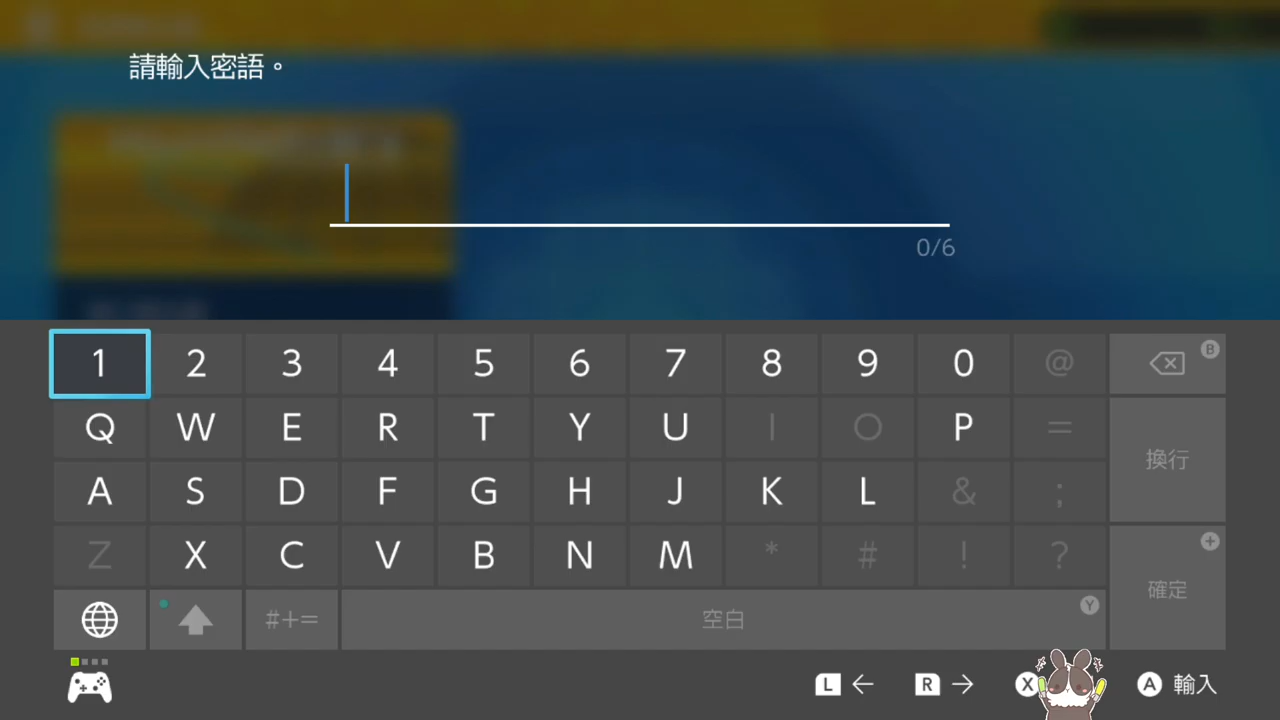 請輸入密語。
0/6
1 2 3 4 5 6 7 8 9 0 @ B
Q W E R T Y U I O P = 換行
A S D F G H J K L & ;
Z X C V B N M * # ! ? +
#+= 空白 Y 確定
L ← R → X A 輸入